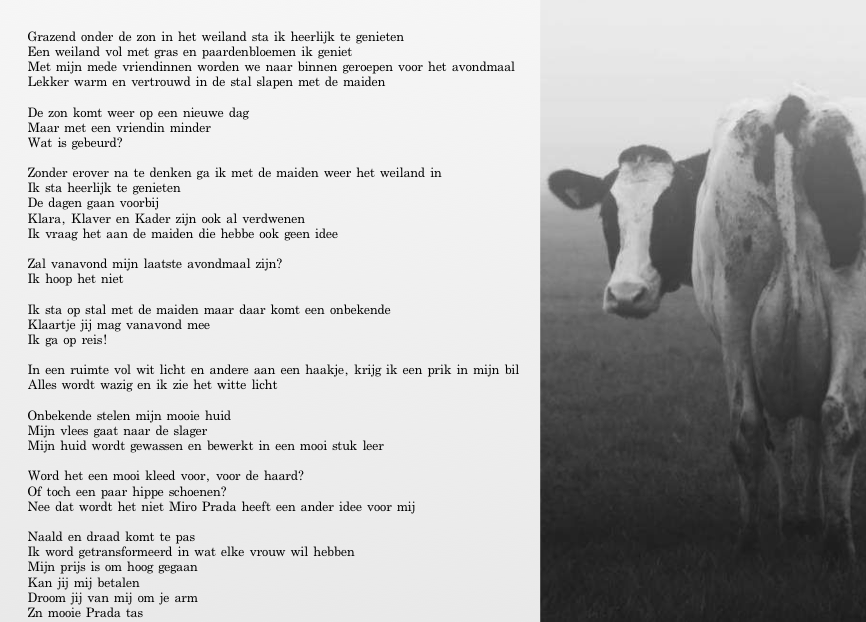 Grazend onder de zon in het weiland sta ik heerlijk te genieten
Een weiland vol met gras en paardenbloemen ik geniet
Met mijn mede vriendinnen worden we naar binnen geroepen voor het avondmaal
Lekker warm en vertrouwd in de stal slapen met de maiden
De zon komt weer op een nieuwe dag
Maar met een vriendin minder
Wat is gebeurd?
Zonder erover na te denken ga ik met de maiden weer het weiland in
Ik sta heerlijk te genieten
De dagen gaan voorbij
Klara, Klaver en Kader zijn ook al verdwenen
Ik vraag het aan de maiden die hebbe ook geen idee
Zal vanavond mijn laatste avondmaal zijn?
Ik hoop het niet
Ik sta op stal met de maiden maar daar komt een onbekende
Klaartje jij mag vanavond mee
Ik ga op reis!
In een ruimte vol wit licht en andere aan een haakje, krijg ik een prik in mijn bil
Alles wordt wazig en ik zie het witte licht
Onbekende stelen mijn mooie huid
Mijn vlees gaat naar de slager
Mijn huid wordt gewassen en bewerkt in een mooi stuk leer
Word het een mooi kleed voor, voor de haard?
Of toch een paar hippe schoenen?
Nee dat wordt het niet Miro Prada heeft een ander idee voor mij
Naald en draad komt te pas
Ik word getransformeerd in wat elke vrouw wil hebben
Mijn prijs is om hoog gegaan
Kan jij mij betalen
Droom jij van mij om je arm
Zn mooie Prada tas